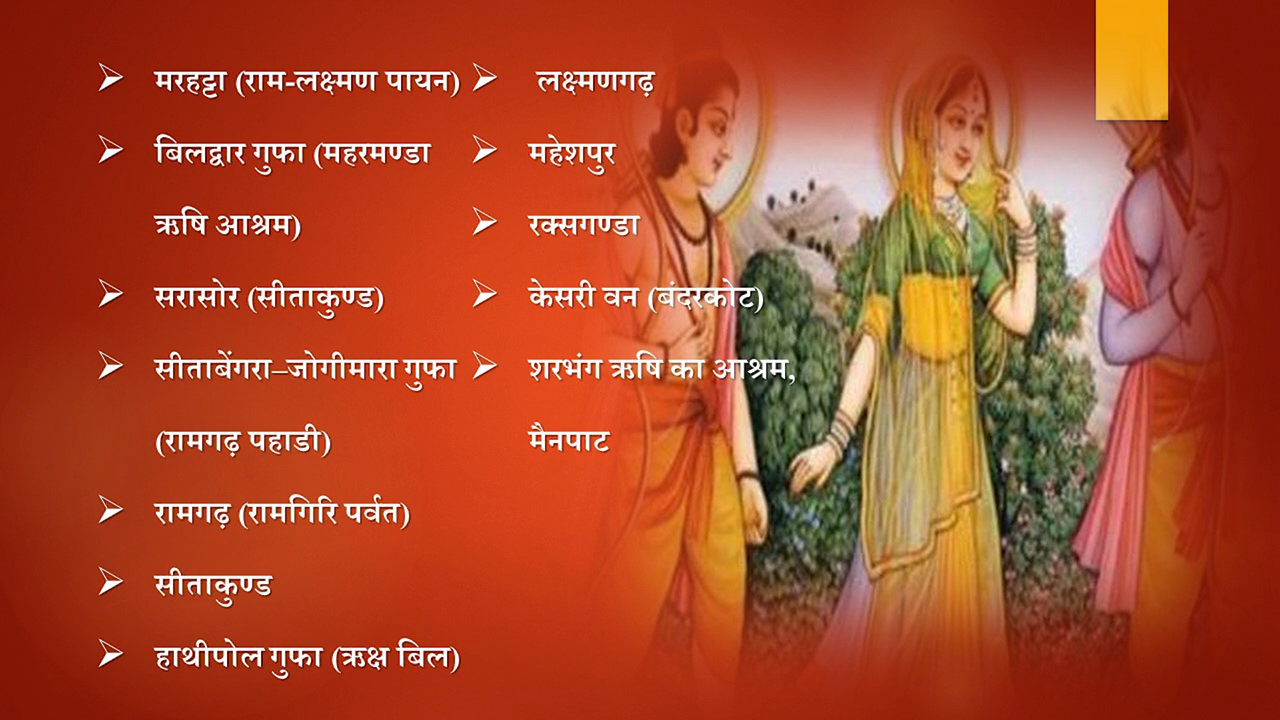 मरहट्टा (राम-लक्ष्मण पायन)
बिलद्वार गुफा (महरमण्डा
ऋषि आश्रम)
सरासोर (सीताकुण्ड)
सीताबेंगरा–जोगीमारा गुफा
(रामगढ़ पहाडी)
रामगढ़ (रामगिरि पर्वत)
सीताकुण्ड
हाथीपोल गुफा (ऋक्ष बिल)
लक्ष्मणगढ़
महेशपुर
रक्सगण्डा
केसरी वन (बंदरकोट)
शरभंग ऋषि का आश्रम,
मैनपाट